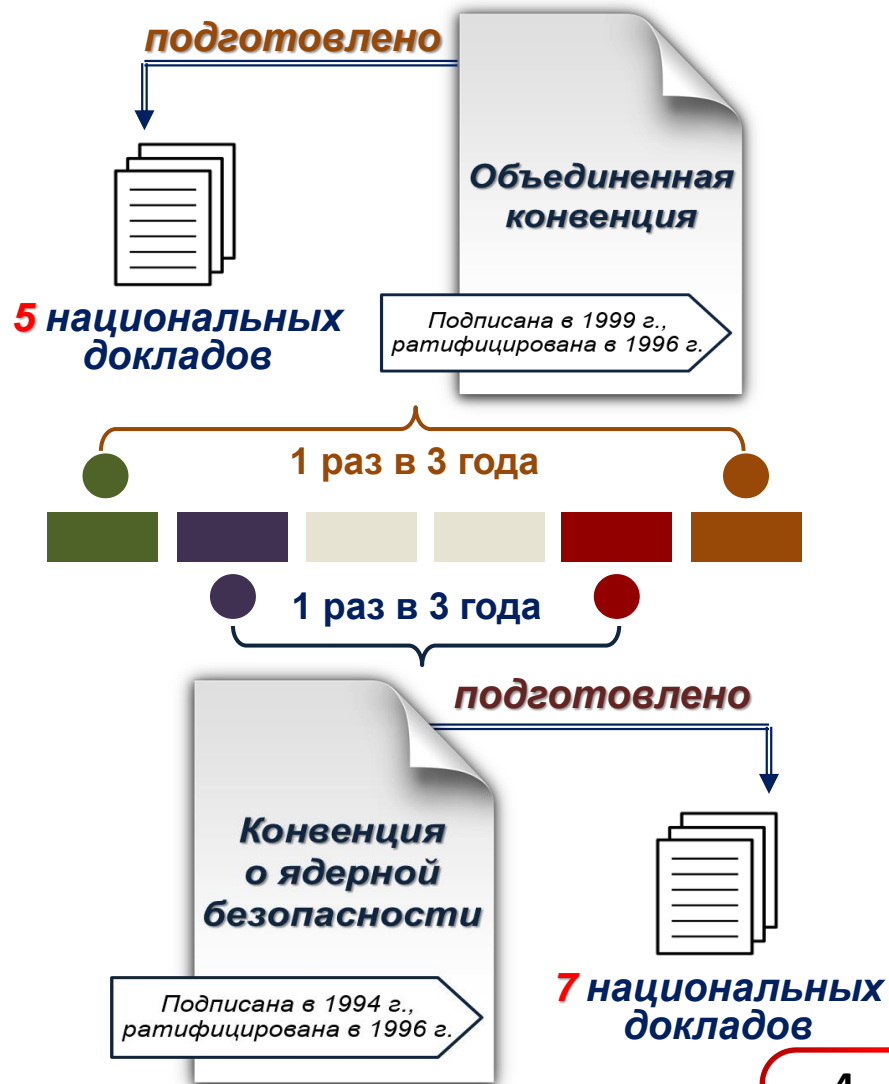 подготовлено
Объединенная
конвенция
5 национальных
докладов
Подписана в 1999 г.,
ратифицирована в 1996 г.
1 раз в 3 года
1 раз в 3 года
подготовлено
Конвенция
о ядерной
безопасности
7 национальных
докладов
Подписана в 1994 г.,
ратифицирована в 1996 г.